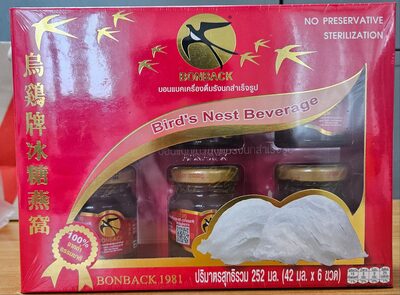 NO PRESERVATIVE
STERILIZATION
BONBACK
บอนแบคเครื่องดื่มรังนกสำเร็จรูป
Bird's Nest Beverage
烏鷄牌冰糖燕窩
100%
BONBACK 1981
ปริมาตรสุทธิรวม 252 มล. (42 มล. x 6 ขวด)